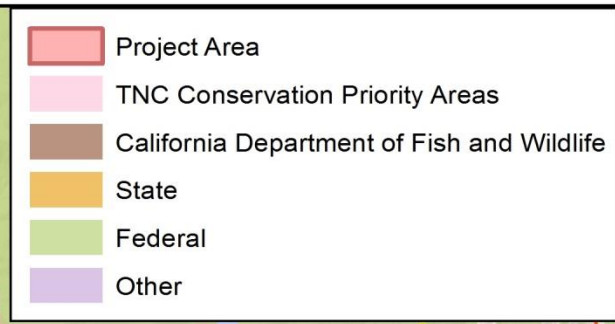 Project Area
TNC Conservation Priority Areas
California Department of Fish and Wildlife
State
Federal
Other